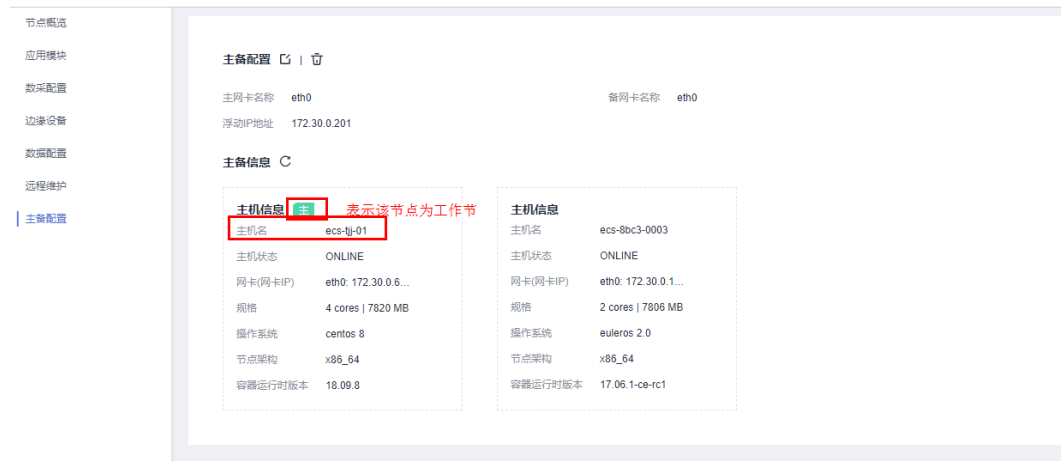 节点概览
应用模块
数采配置
边缘设备
数据配置
远程维护
主备配置
主备配置 |
主网卡名称 eth0 备网卡名称 eth0
浮动IP地址 172.30.0.201
主备信息
主机信息 主 表示该节点为工作节
主机名 ecs-tjj-01
主机状态 ONLINE
网卡(网卡IP) eth0: 172.30.0.6...
规格 4 cores | 7820 MB
操作系统 centos 8
节点架构 x86_64
容器运行时版本 18.09.8
主机信息
主机名 ecs-8bc3-0003
主机状态 ONLINE
网卡(网卡IP) eth0: 172.30.0.1...
规格 2 cores | 7806 MB
操作系统 euleros 2.0
节点架构 x86_64
容器运行时版本 17.06.1-ce-rc1